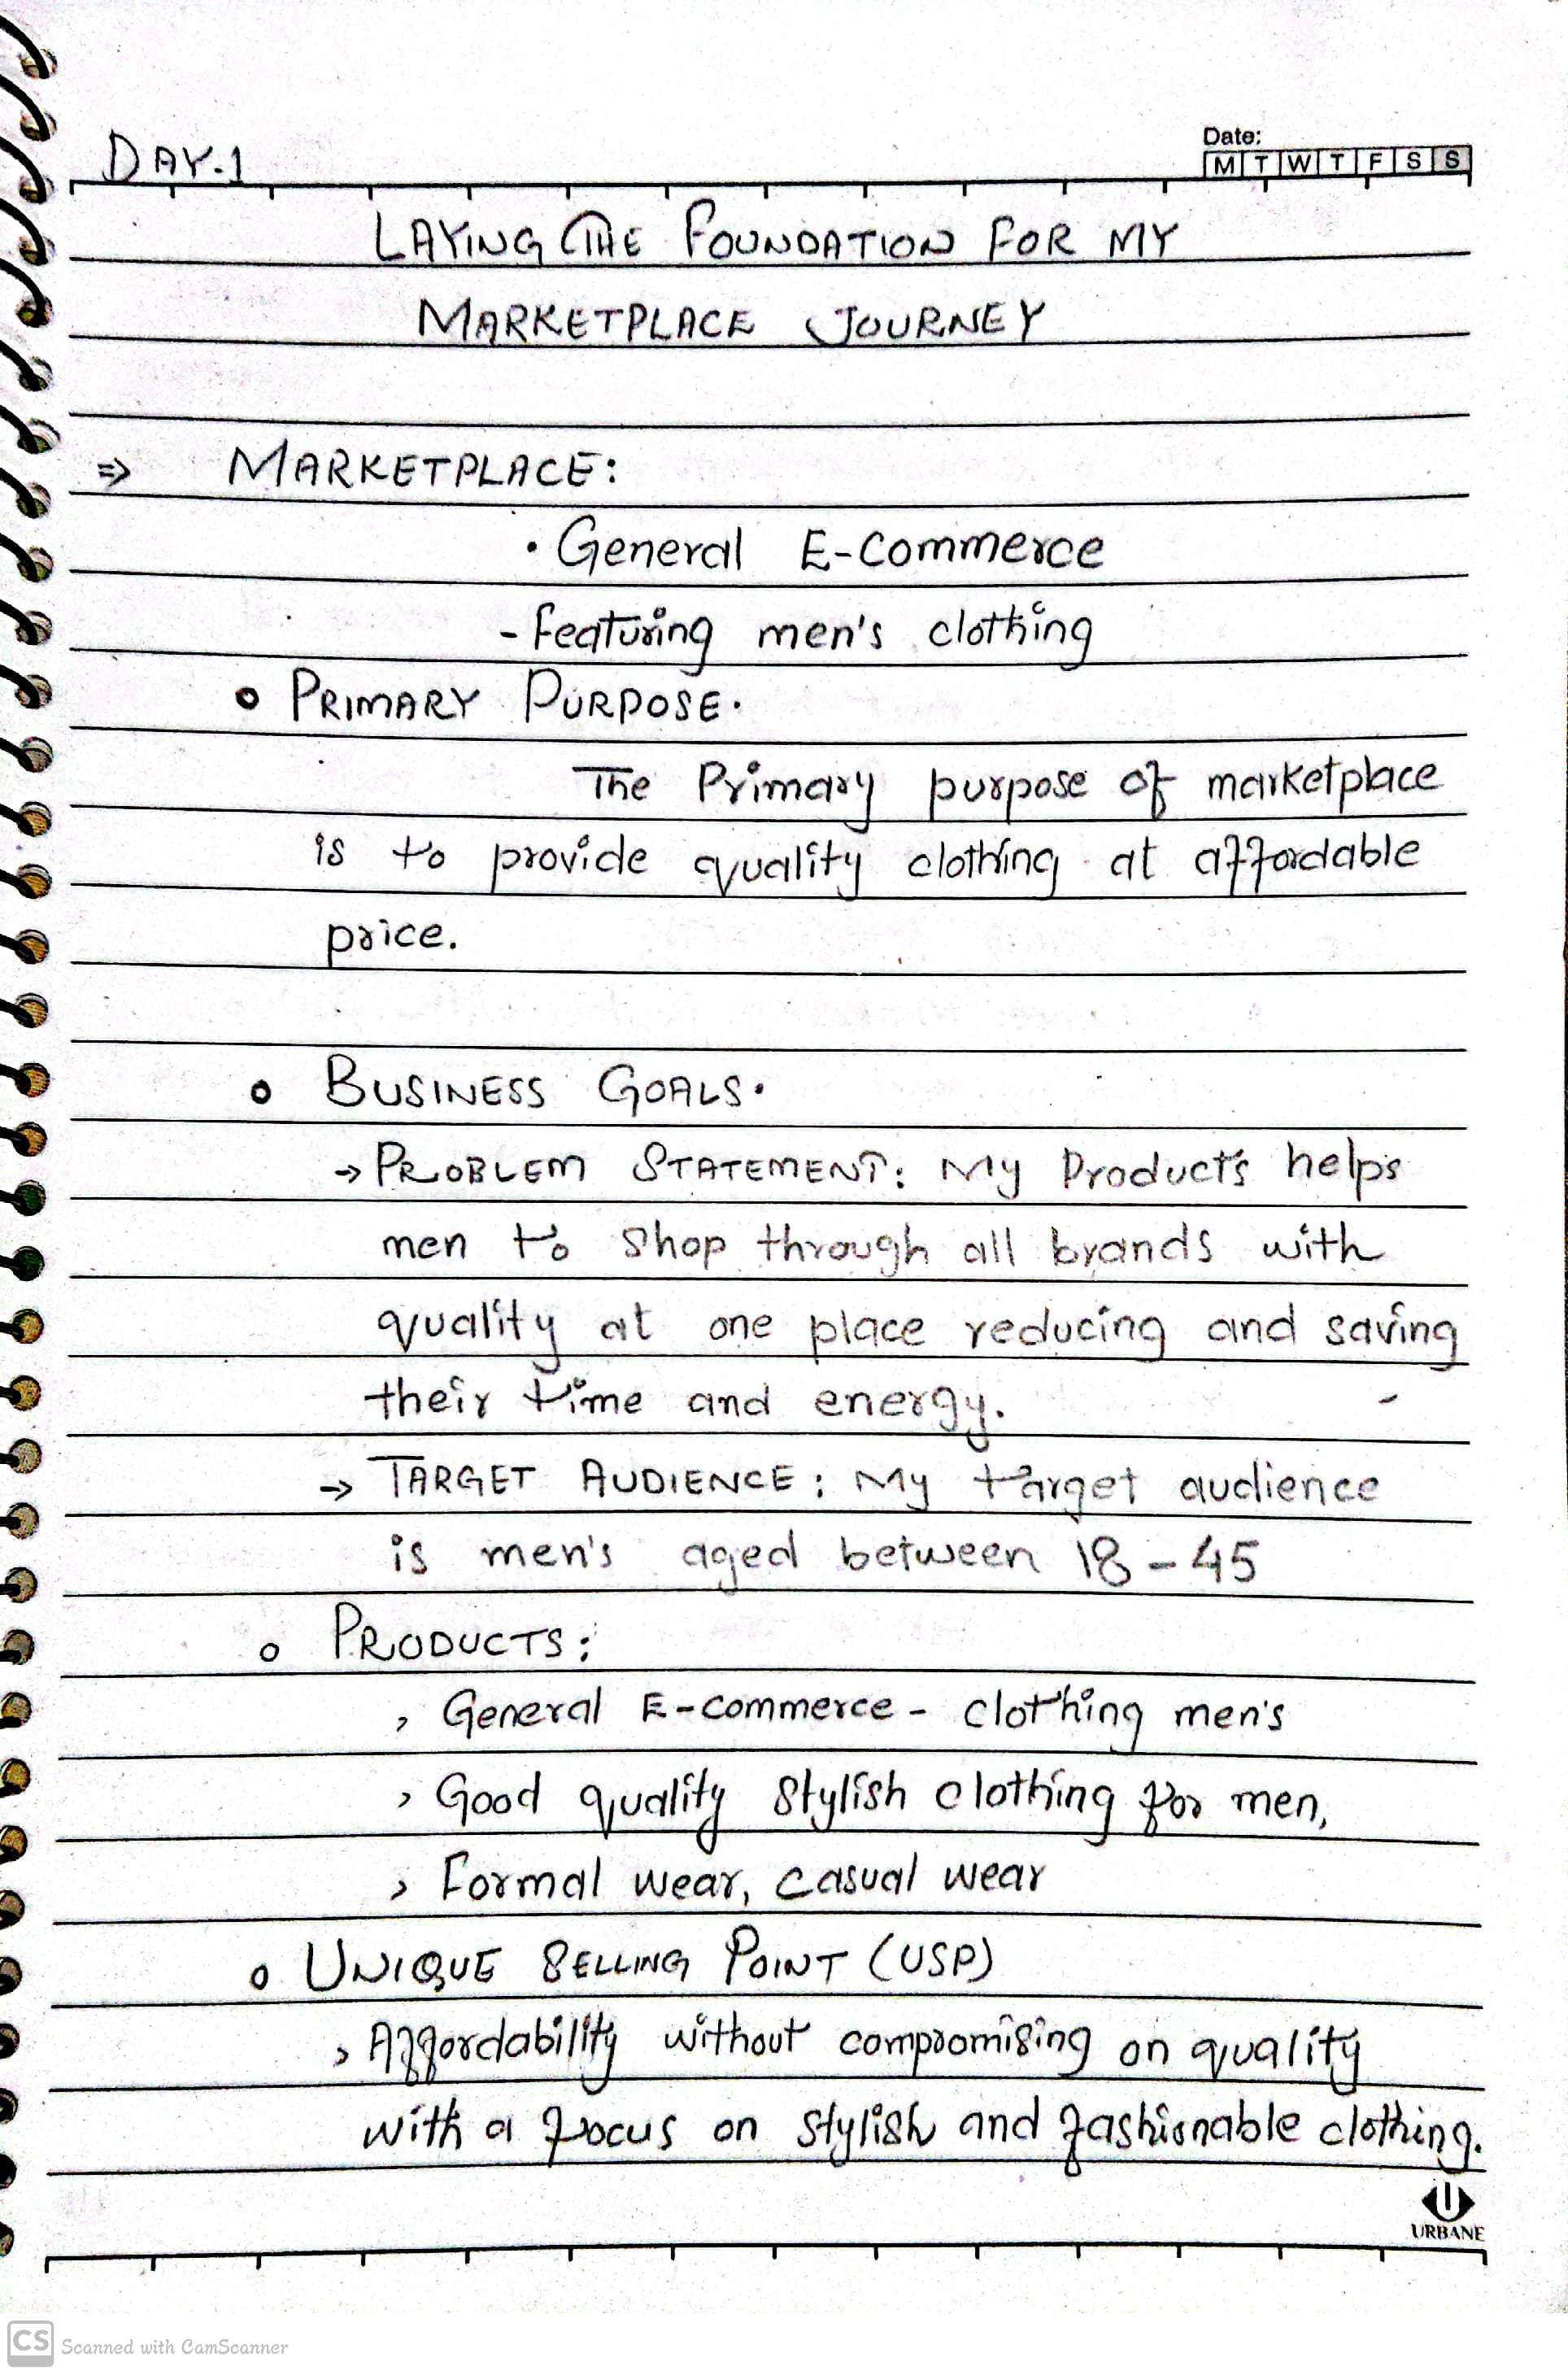 DAY-1
Date:
M T W T F S S
LAYING THE FOUNDATION FOR MY
MARKETPLACE JOURNEY
⇒ MARKETPLACE:
• General E-commerce
- featuring men's clothing
o PRIMARY PURPOSE.
The Primary purpose of marketplace
is to provide quality clothing at affordable
price.
o BUSINESS GOALS.
→ PROBLEM STATEMENT: My Products helps
men to shop through all brands with
quality at one place reducing and saving
their time and energy.
→ TARGET AUDIENCE: My target audience
is men's aged between 18-45
o PRODUCTS:
> General E-commerce - clothing men's
> Good quality stylish clothing for men,
> Formal wear, casual wear
o UNIQUE SELLING POINT (USP)
> Affordability without compromising on quality
with a focus on stylish and fashionable clothing.
URBANE
CS Scanned with CamScanner